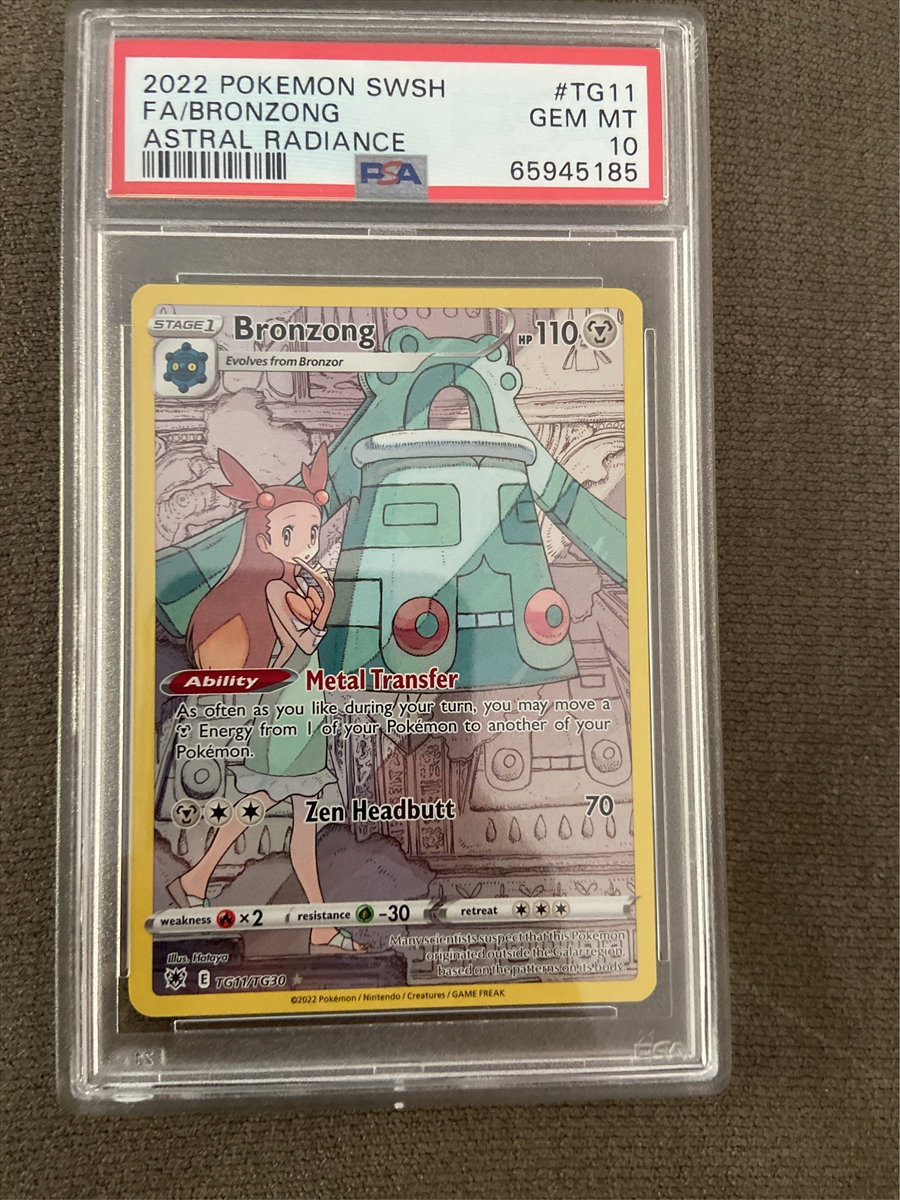 2022 POKEMON SWSH #TG11
FA/BRONZONG GEM MT
ASTRAL RADIANCE 10
PSA 65945185
STAGE 1 Bronzong HP 110
Evolves from Bronzor
Ability Metal Transfer
As often as you like during your turn, you may move a
Energy from 1 of your Pokémon to another of your
Pokémon.
Zen Headbutt 70
weakness ×2 resistance -30 retreat
Many scientists suspect that this Pokémon
originated outside the Galar region,
based on the patterns on its body.
Illus. Hataya
E TG11/TG30
©2022 Pokémon / Nintendo / Creatures / GAME FREAK
PSA